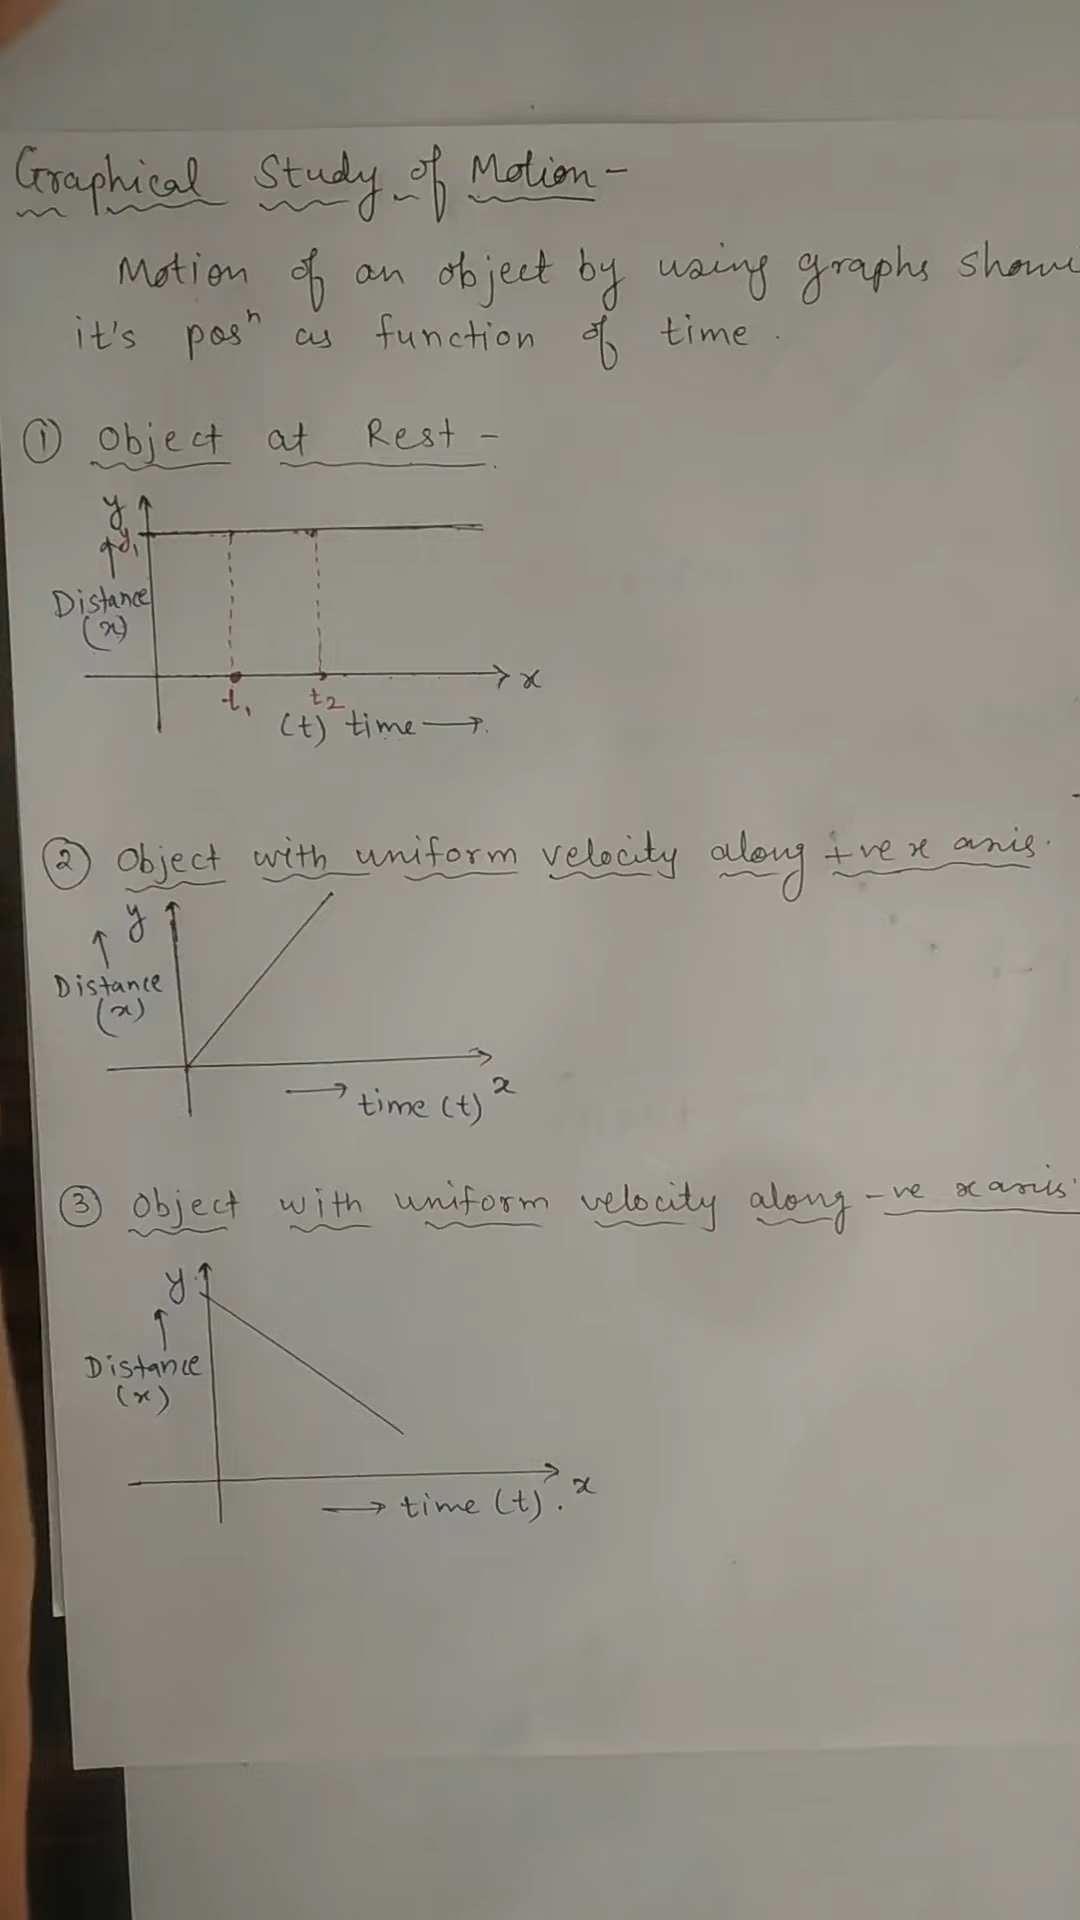 Graphical Study of Motion-
Motion of an object by using graphs
it's posⁿ as function of time.
① Object at Rest -
y
y₁
Distance
(x)
x
t₁ t₂
(t) time →
② Object with uniform velocity along +ve x axis.
y
Distance
(x)
x
→ time (t)
③ Object with uniform velocity along -ve x axis.
y
Distance
(x)
x
→ time (t).